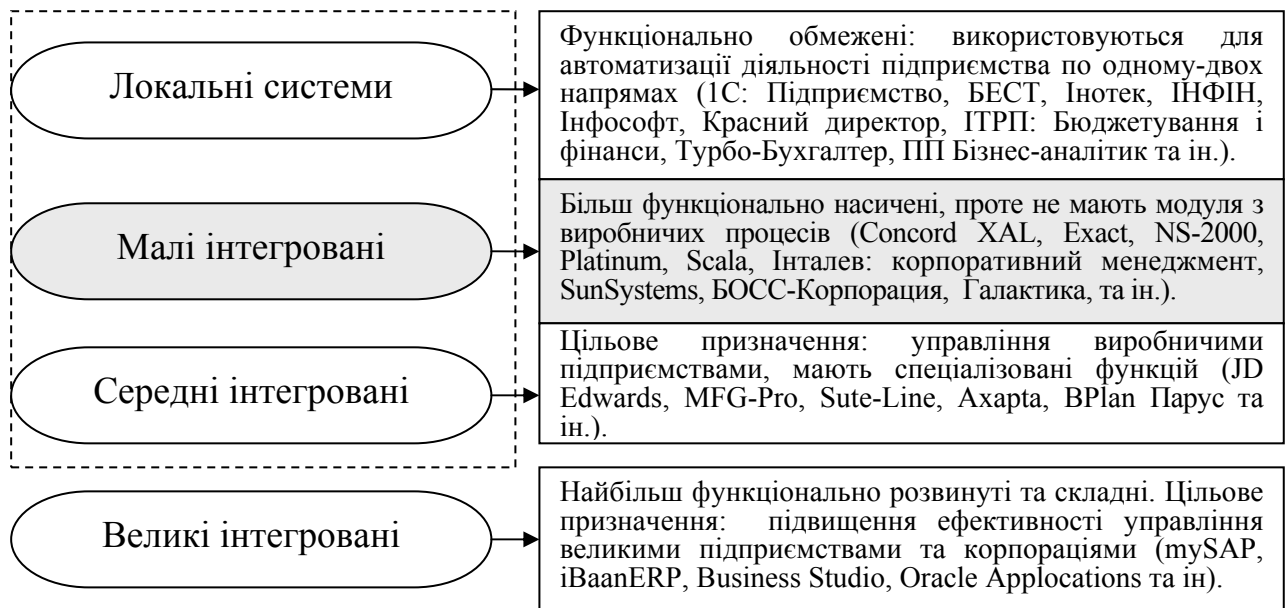 Локальні системи
Функціонально обмежені: використовуються для
автоматизації діяльності підприємства по одному-двох
напрямах (1С: Підприємство, БЕСТ, Інотек, ІНФІН,
Інфософт, Красний директор, ІТРП: Бюджетування і
фінанси, Турбо-Бухгалтер, ПП Бізнес-аналітик та ін.).
Малі інтегровані
Більш функціонально насичені, проте не мають модуля з
виробничих процесів (Concord XAL, Exact, NS-2000,
Platinum, Scala, Інталев: корпоративний менеджмент,
SunSystems, БОСС-Корпорация, Галактика, та ін.).
Середні інтегровані
Цільове призначення: управління виробничими
підприємствами, мають спеціалізовані функцій (JD
Edwards, MFG-Pro, Sute-Line, Axapta, BPlan Парус та
ін.).
Великі інтегровані
Найбільш функціонально розвинуті та складні. Цільове
призначення: підвищення ефективності управління
великими підприємствами та корпораціями (mySAP,
iBaanERP, Business Studio, Oracle Applocations та ін).